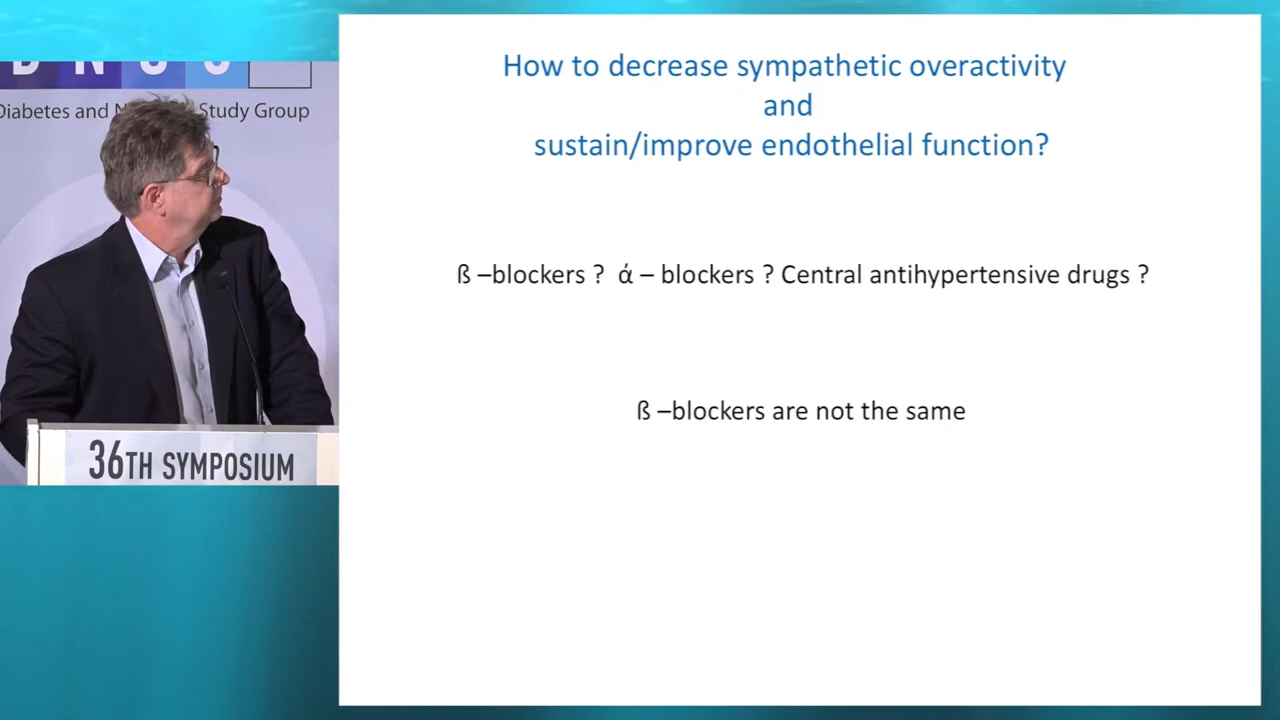 Diabetes and N Study Group
36TH SYMPOSIUM
How to decrease sympathetic overactivity
and
sustain/improve endothelial function?
ß –blockers ? ά – blockers ? Central antihypertensive drugs ?
ß –blockers are not the same